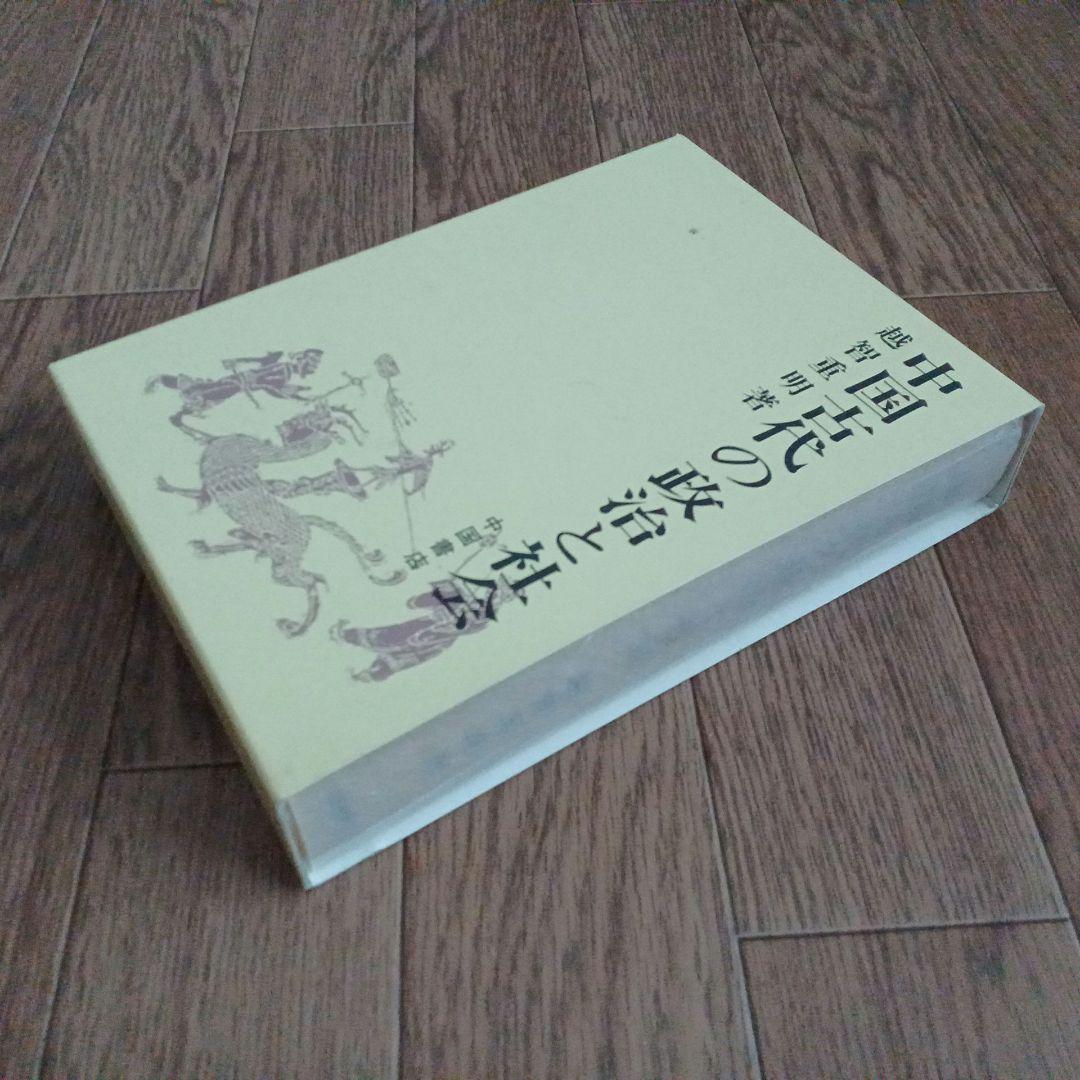 中国古代の政治と社会
越智重明著
中国書店